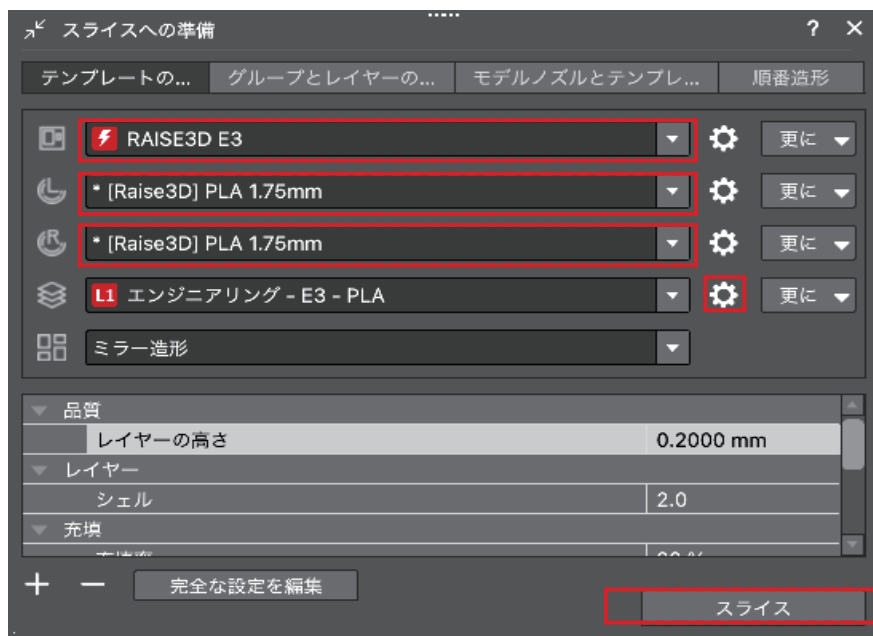 スライスへの準備 ?
テンプレートの... グループとレイヤーの... モデルノズルとテンプレ... 順番造形
RAISE3D E3 更に
L * [Raise3D] PLA 1.75mm 更に
R * [Raise3D] PLA 1.75mm 更に
L1 エンジニアリング – E3 – PLA 更に
ミラー造形
品質
レイヤーの高さ 0.2000 mm
レイヤー
シェル 2.0
充填
完全な設定を編集
スライス